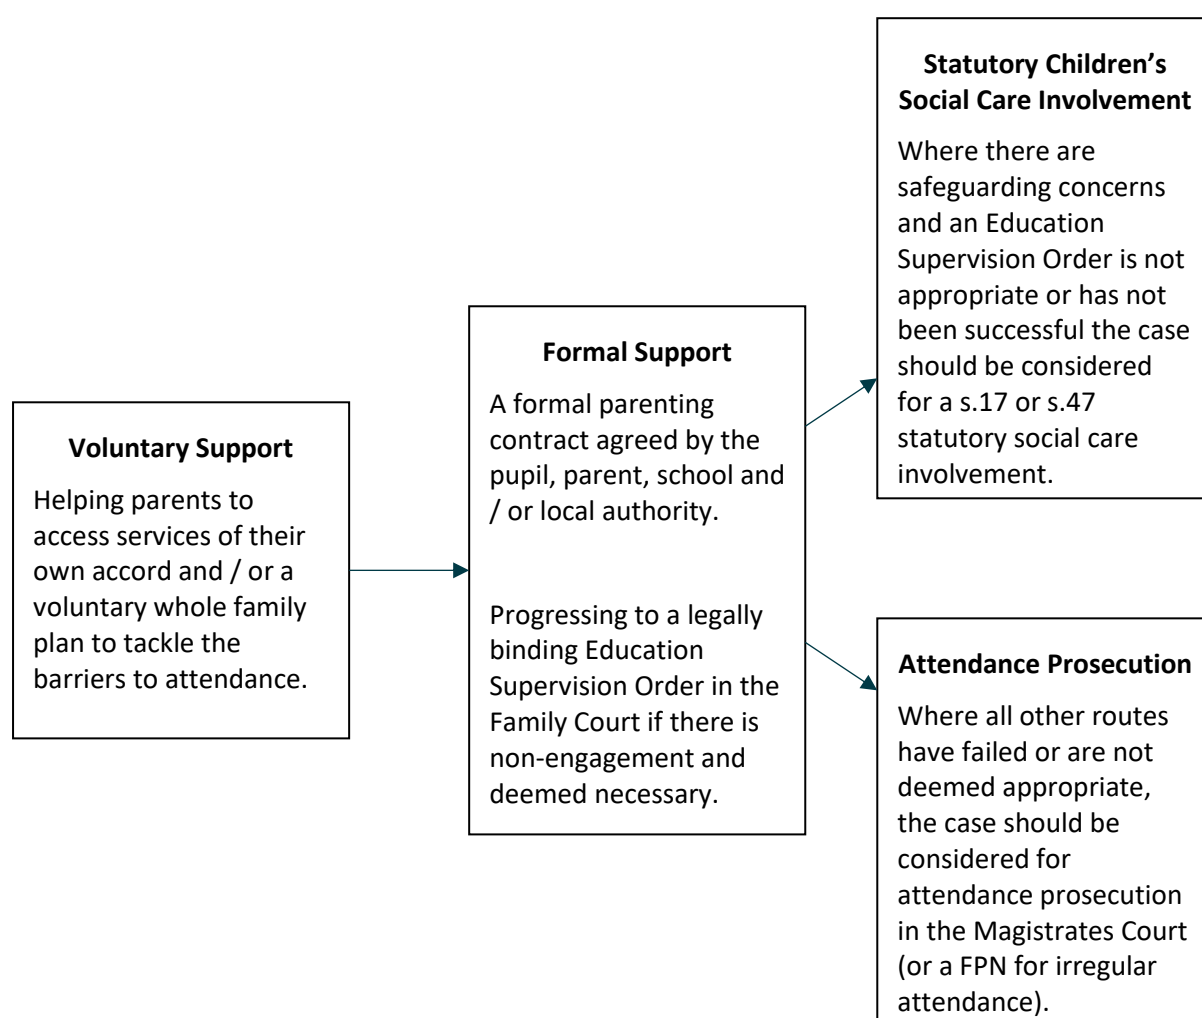 Voluntary Support
Helping parents to
access services of their
own accord and / or a
voluntary whole family
plan to tackle the
barriers to attendance.
Formal Support
A formal parenting
contract agreed by the
pupil, parent, school and
/ or local authority.
Progressing to a legally
binding Education
Supervision Order in the
Family Court if there is
non-engagement and
deemed necessary.
Statutory Children’s
Social Care Involvement
Where there are
safeguarding concerns
and an Education
Supervision Order is not
appropriate or has not
been successful the case
should be considered
for a s.17 or s.47
statutory social care
involvement.
Attendance Prosecution
Where all other routes
have failed or are not
deemed appropriate,
the case should be
considered for
attendance prosecution
in the Magistrates Court
(or a FPN for irregular
attendance).